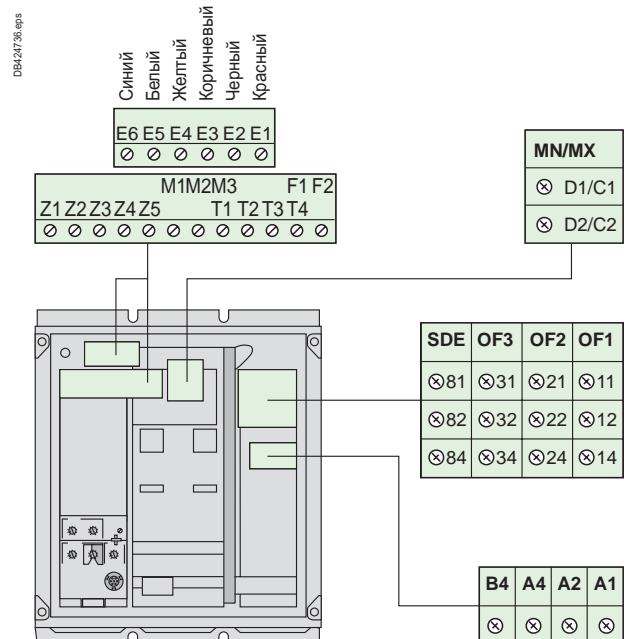 DB424736.eps
Синий
Белый
Желтый
Коричневый
Черный
Красный
E6 E5 E4 E3 E2 E1
M1M2M3 F1 F2
Z1 Z2 Z3 Z4 Z5 T1 T2 T3 T4
MN/MX
D1/C1
D2/C2
SDE OF3 OF2 OF1
81 31 21 11
82 32 22 12
84 34 24 14
B4 A4 A2 A1